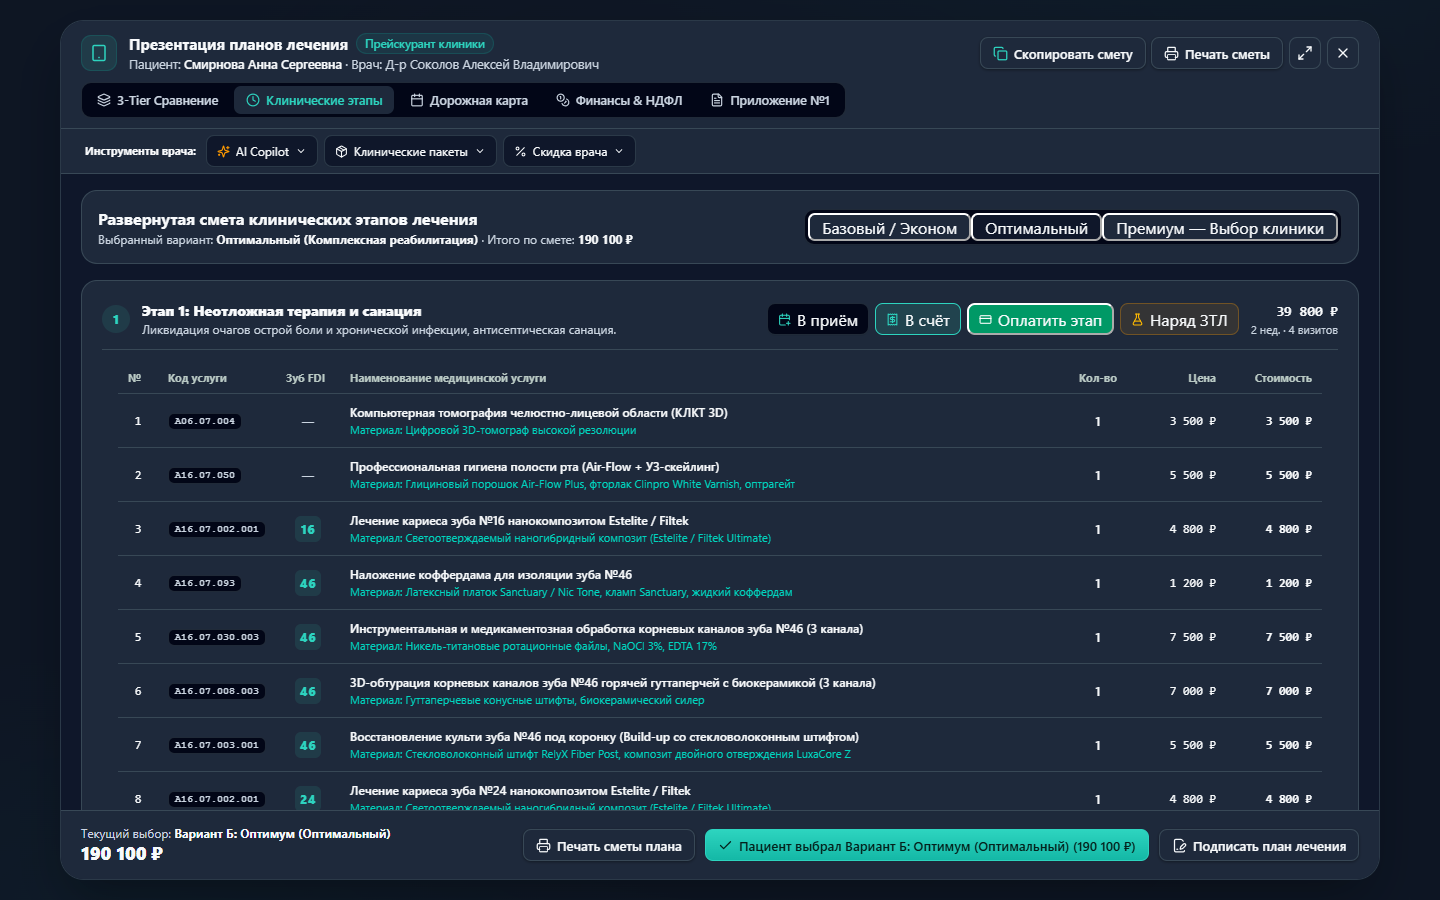 Презентация планов лечения
Прейскурант клиники
Пациент: Смирнова Анна Сергеевна · Врач: Д-р Соколов Алексей Владимирович
Скопировать смету
Печать сметы
3-Tier Сравнение
Клинические этапы
Дорожная карта
Финансы & НДФЛ
Приложение №1
Инструменты врача:
AI Copilot
Клинические пакеты
Скидка врача
Развернутая смета клинических этапов лечения
Выбранный вариант: Оптимальный (Комплексная реабилитация) · Итого по смете: 190 100 ₽
Базовый / Эконом
Оптимальный
Премиум — Выбор клиники
1
Этап 1: Неотложная терапия и санация
Ликвидация очагов острой боли и хронической инфекции, антисептическая санация.
В приём
В счёт
Оплатить этап
Наряд ЗТЛ
39 800 ₽
2 нед. · 4 визитов
№ Код услуги Зуб FDI Наименование медицинской услуги Кол-во Цена Стоимость
1 A06.07.004 — Компьютерная томография челюстно-лицевой области (КЛКТ 3D) 1 3 500 ₽ 3 500 ₽
Материал: Цифровой 3D-томограф высокой резолюции
2 A16.07.050 — Профессиональная гигиена полости рта (Air-Flow + УЗ-скейлинг) 1 5 500 ₽ 5 500 ₽
Материал: Глициновый порошок Air-Flow Plus, фторлак Clinpro White Varnish, оптрагейт
3 A16.07.002.001 16 Лечение кариеса зуба №16 нанокомпозитом Estelite / Filtek 1 4 800 ₽ 4 800 ₽
Материал: Светоотверждаемый наногибридный композит (Estelite / Filtek Ultimate)
4 A16.07.093 46 Наложение коффердама для изоляции зуба №46 1 1 200 ₽ 1 200 ₽
Материал: Латексный платок Sanctuary / Nic Tone, кламп Sanctuary, жидкий коффердам
5 A16.07.030.003 46 Инструментальная и медикаментозная обработка корневых каналов зуба №46 (3 канала) 1 7 500 ₽ 7 500 ₽
Материал: Никель-титановые ротационные файлы, NaOCl 3%, EDTA 17%
6 A16.07.008.003 46 3D-обтурация корневых каналов зуба №46 горячей гуттаперчей с биокерамикой (3 канала) 1 7 000 ₽ 7 000 ₽
Материал: Гуттаперчевые конусные штифты, биокерамический силер
7 A16.07.003.001 46 Восстановление культи зуба №46 под коронку (Build-up со стекловолоконным штифтом) 1 5 500 ₽ 5 500 ₽
Материал: Стекловолоконный штифт RelyX Fiber Post, композит двойного отверждения LuxaCore Z
8 A16.07.002.001 24 Лечение кариеса зуба №24 нанокомпозитом Estelite / Filtek 1 4 800 ₽ 4 800 ₽
Материал: Светоотверждаемый наногибридный композит (Estelite / Filtek Ultimate)
Текущий выбор: Вариант Б: Оптимум (Оптимальный)
190 100 ₽
Печать сметы плана
Пациент выбрал Вариант Б: Оптимум (Оптимальный) (190 100 ₽)
Подписать план лечения